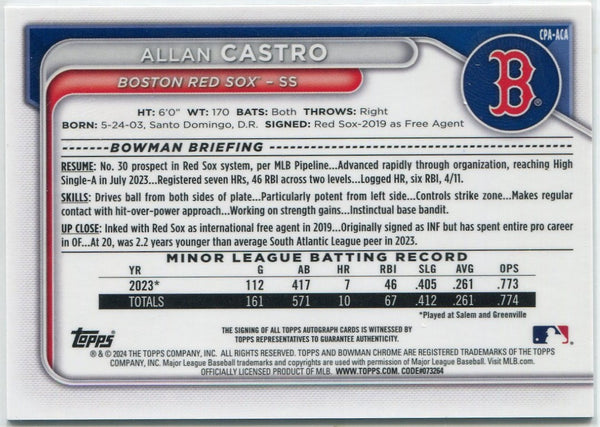 CPA-ACA
ALLAN CASTRO
BOSTON RED SOX™ – SS
B
®
HT: 6'0" WT: 170 BATS: Both THROWS: Right
BORN: 5-24-03, Santo Domingo, D.R. SIGNED: Red Sox-2019 as Free Agent
BOWMAN BRIEFING
RESUME: No. 30 prospect in Red Sox system, per MLB Pipeline...Advanced rapidly through organization, reaching High
Single-A in July 2023...Registered seven HRs, 46 RBI across two levels...Logged HR, six RBI, 4/11.
SKILLS: Drives ball from both sides of plate...Particularly potent from left side...Controls strike zone...Makes regular
contact with hit-over-power approach...Working on strength gains...Instinctual base bandit.
UP CLOSE: Inked with Red Sox as international free agent in 2019...Originally signed as INF but has spent entire pro career
in OF...At 20, was 2.2 years younger than average South Atlantic League peer in 2023.
MINOR LEAGUE BATTING RECORD
YR G AB HR RBI SLG AVG OPS
2023* 112 417 7 46 .405 .261 .773
TOTALS 161 571 10 67 .412 .261 .774
*Played at Salem and Greenville
Topps
THE SIGNING OF ALL TOPPS AUTOGRAPH CARDS IS WITNESSED BY
TOPPS REPRESENTATIVES TO GUARANTEE AUTHENTICITY.
® & © 2024 THE TOPPS COMPANY, INC. ALL RIGHTS RESERVED. TOPPS AND BOWMAN CHROME ARE REGISTERED TRADEMARKS OF THE TOPPS
COMPANY, INC. Major League Baseball trademarks and copyrights are used with permission of Major League Baseball. Visit MLB.com.
OFFICIALLY LICENSED PRODUCT OF MLB. WWW.TOPPS.COM. CODE#073264